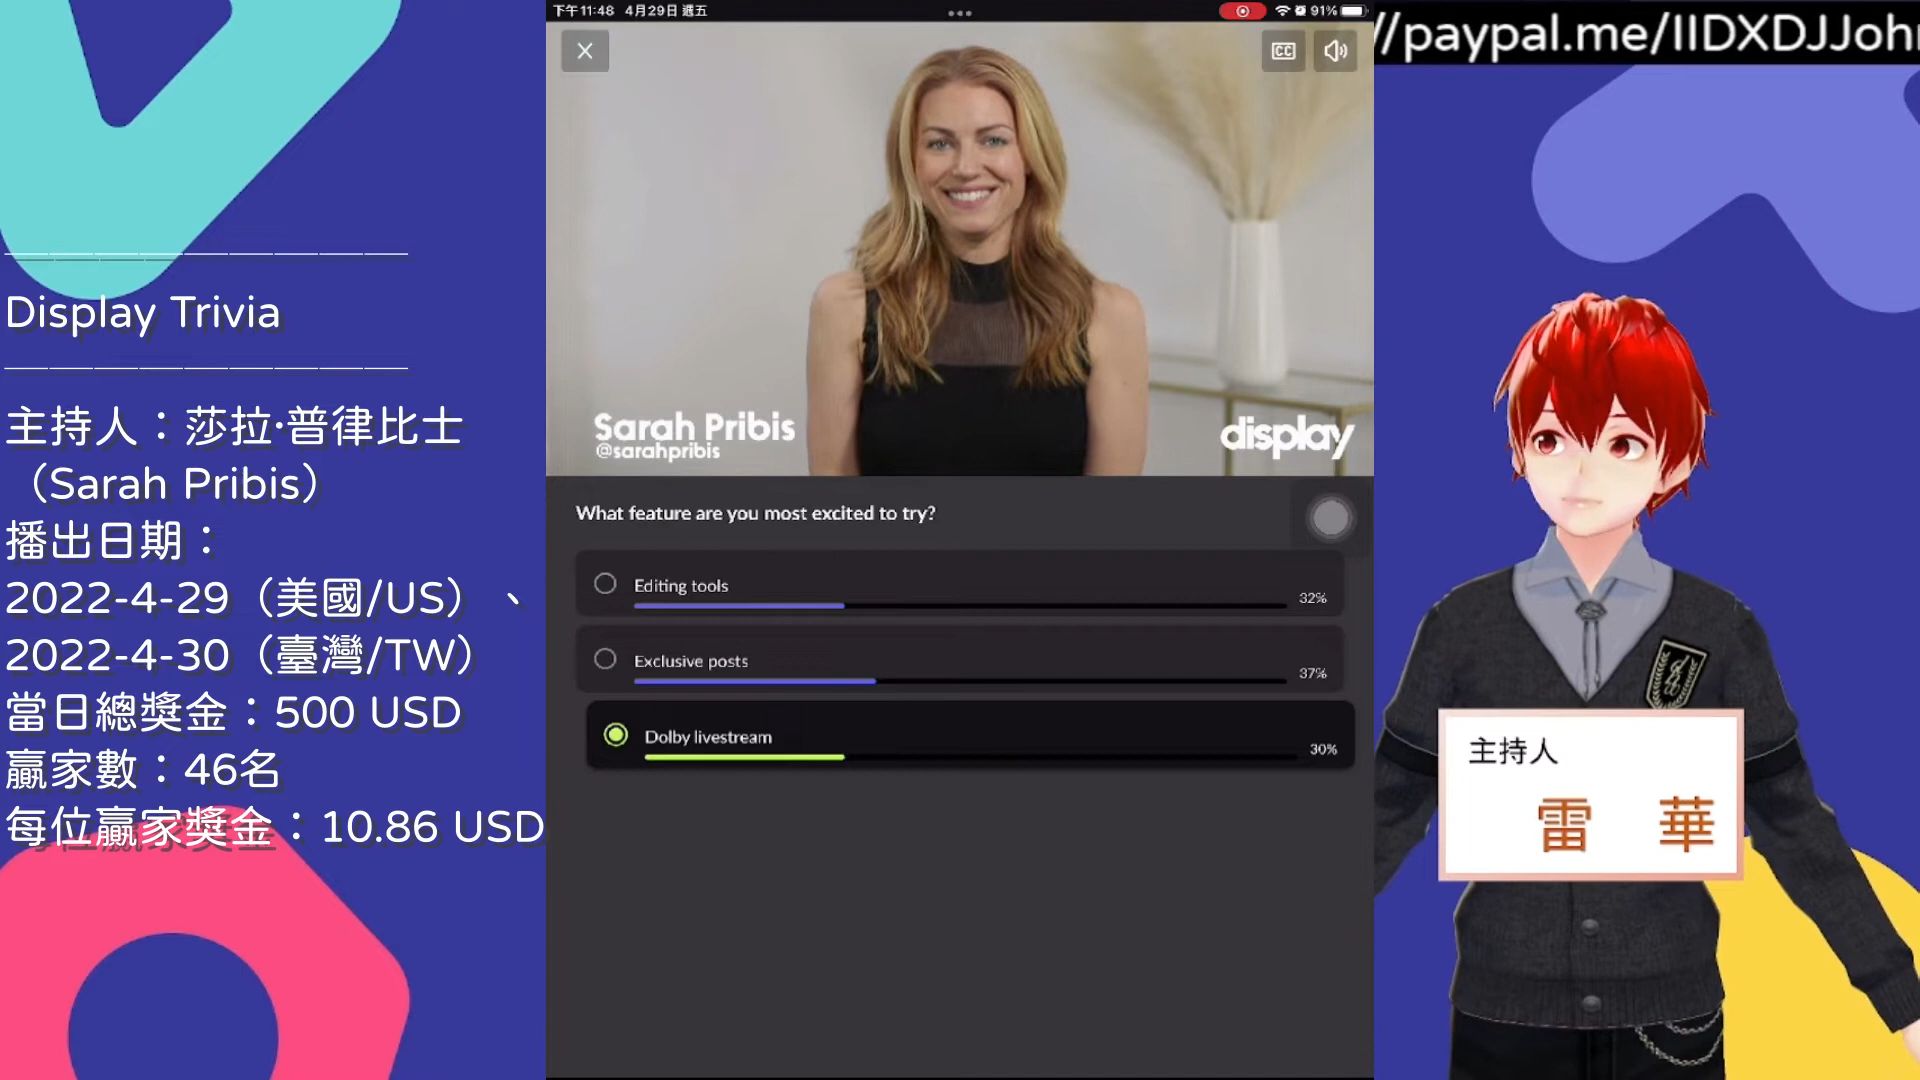 下午11:48 4月29日 週五
91%
//paypal.me/IIDXDJJoh
CC
Display Trivia
主持人：莎拉·普律比士
（Sarah Pribis）
播出日期：
2022-4-29（美國/US）、
2022-4-30（臺灣/TW）
當日總獎金：500 USD
贏家數：46名
每位贏家獎金：10.86 USD
Sarah Pribis
@sarahpribis
display
What feature are you most excited to try?
Editing tools
32%
Exclusive posts
37%
Dolby livestream
30%
主持人
雷 華